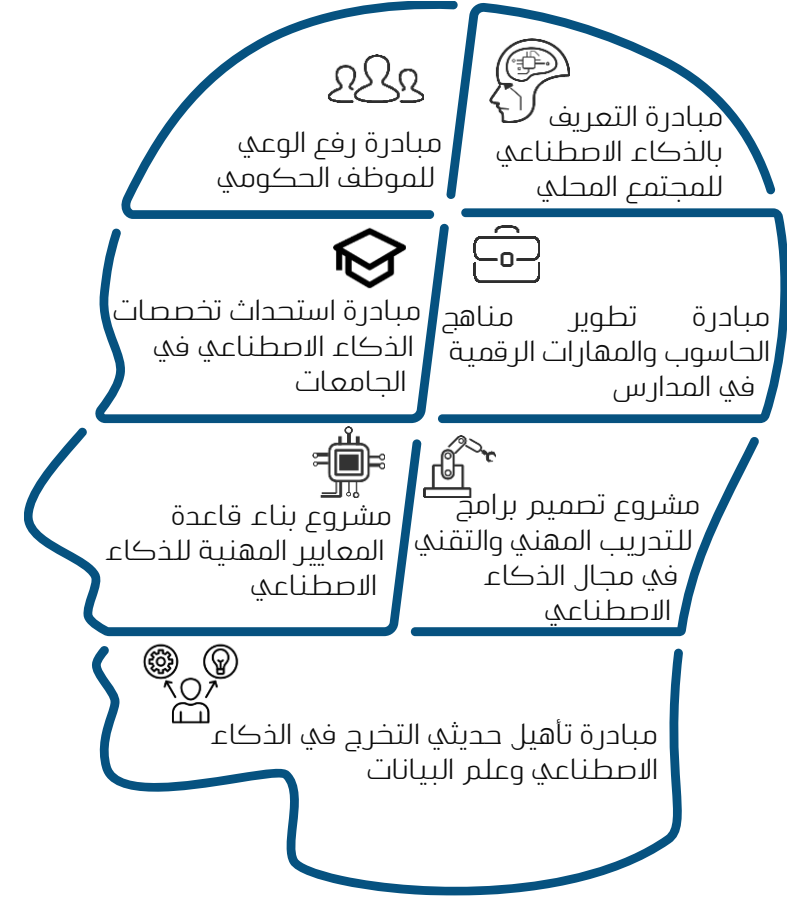 مبادرة التعريف
بالذكاء الاصطناعي
للمجتمع المحلي
مبادرة رفع الوعي
للموظف الحكومي
مبادرة تطوير مناهج
الحاسوب والمهارات الرقمية
في المدارس
مبادرة استحداث تخصصات
الذكاء الاصطناعي في
الجامعات
مشروع تصميم برامج
للتدريب المهني والتقني
في مجال الذكاء
الاصطناعي
مشروع بناء قاعدة
المعايير المهنية للذكاء
الاصطناعي
مبادرة تأهيل حديثي التخرج في الذكاء
الاصطناعي وعلم البيانات